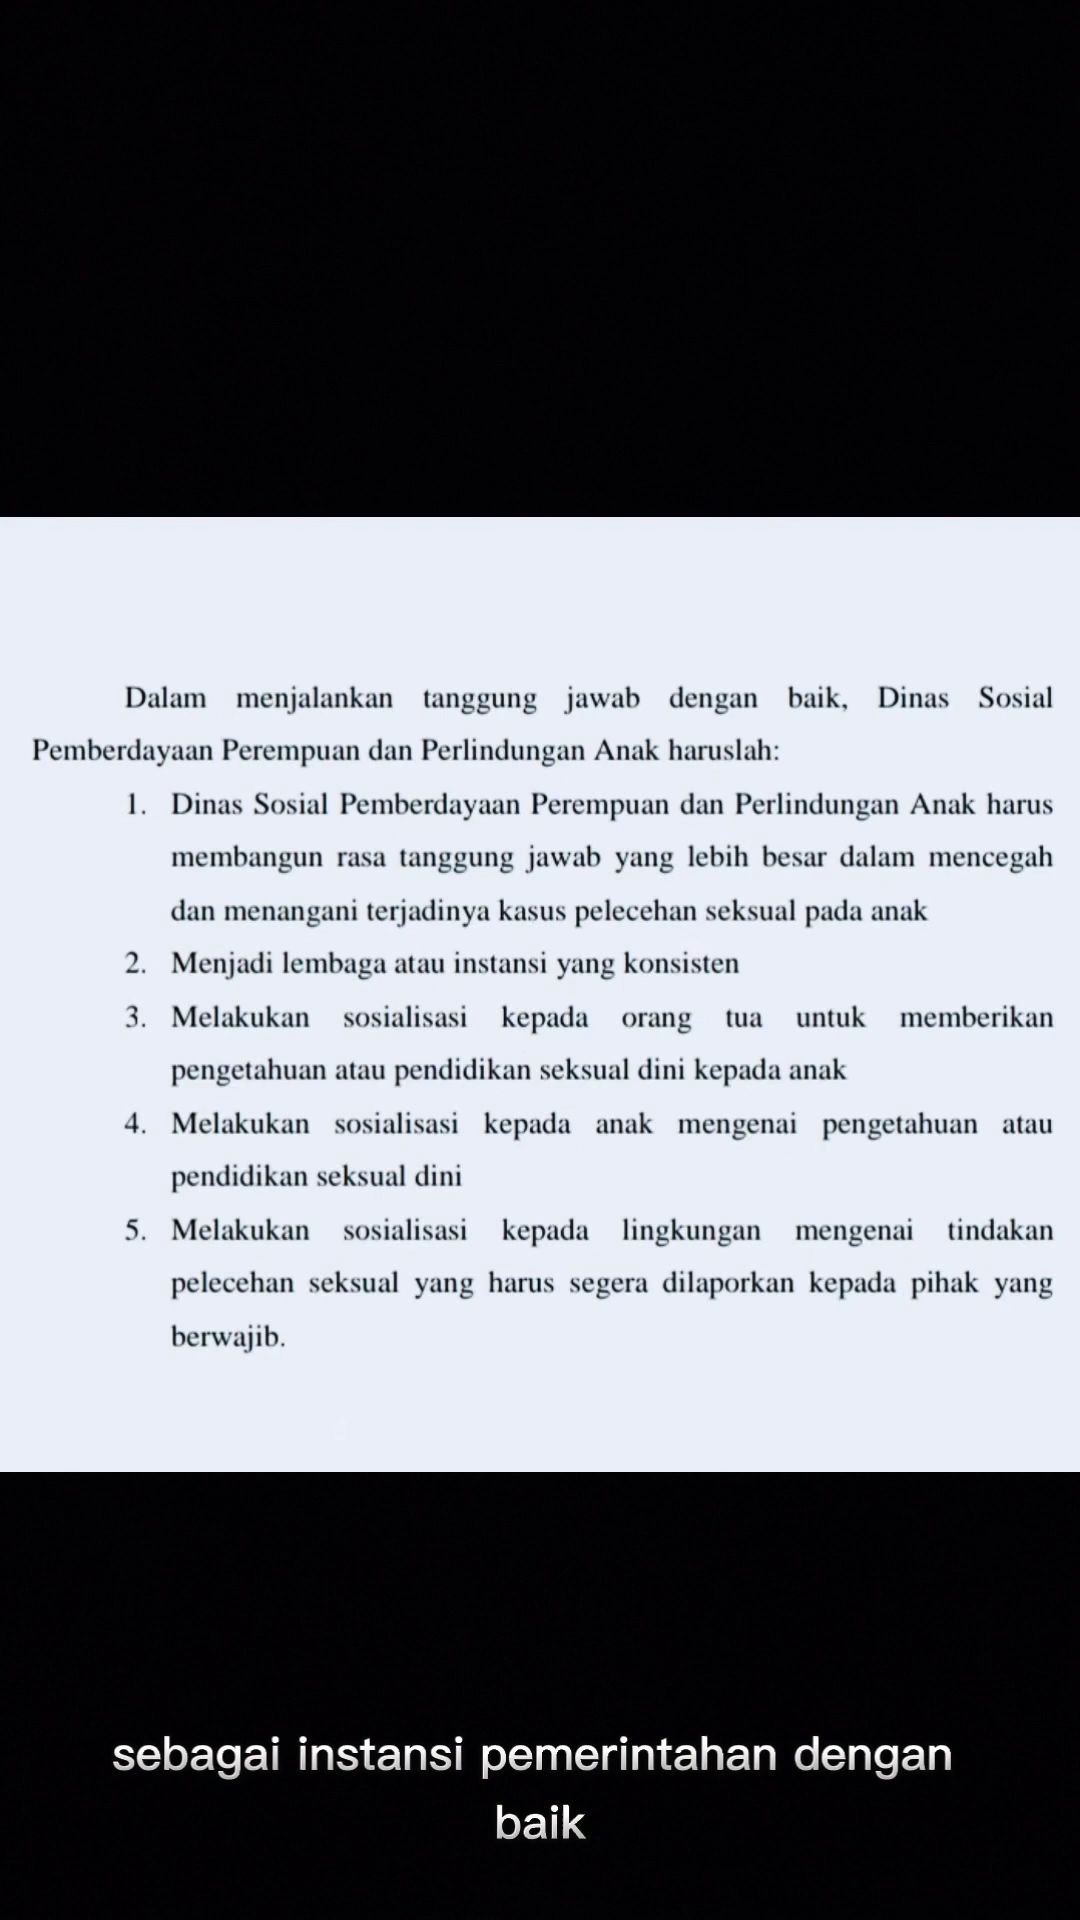 Dalam menjalankan tanggung jawab dengan baik, Dinas Sosial
Pemberdayaan Perempuan dan Perlindungan Anak haruslah:
1. Dinas Sosial Pemberdayaan Perempuan dan Perlindungan Anak harus
membangun rasa tanggung jawab yang lebih besar dalam mencegah
dan menangani terjadinya kasus pelecehan seksual pada anak
2. Menjadi lembaga atau instansi yang konsisten
3. Melakukan sosialisasi kepada orang tua untuk memberikan
pengetahuan atau pendidikan seksual dini kepada anak
4. Melakukan sosialisasi kepada anak mengenai pengetahuan atau
pendidikan seksual dini
5. Melakukan sosialisasi kepada lingkungan mengenai tindakan
pelecehan seksual yang harus segera dilaporkan kepada pihak yang
berwajib.
sebagai instansi pemerintahan dengan
baik